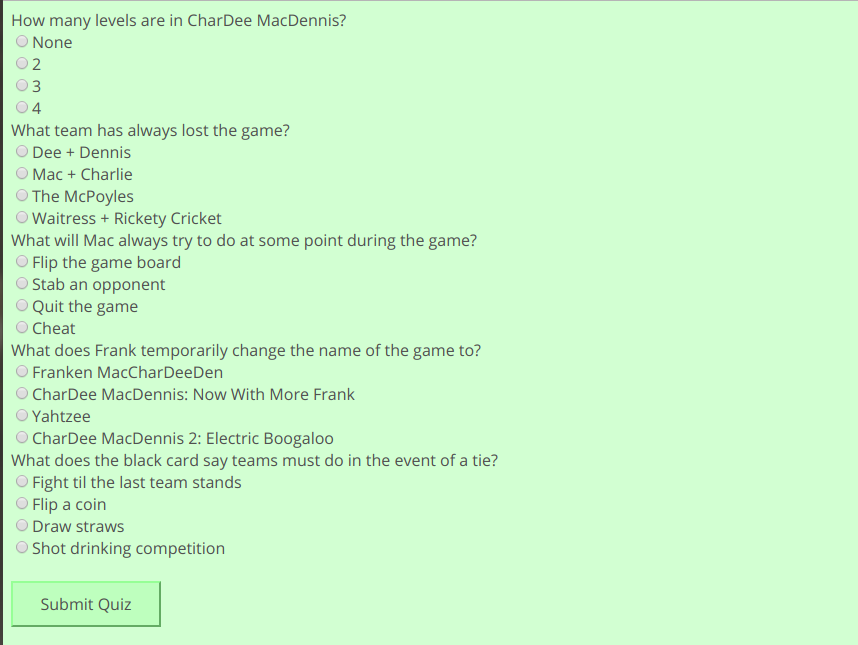 How many levels are in CharDee MacDennis?
None
2
3
4
What team has always lost the game?
Dee + Dennis
Mac + Charlie
The McPoyles
Waitress + Rickety Cricket
What will Mac always try to do at some point during the game?
Flip the game board
Stab an opponent
Quit the game
Cheat
What does Frank temporarily change the name of the game to?
Franken MacCharDeeDen
CharDee MacDennis: Now With More Frank
Yahtzee
CharDee MacDennis 2: Electric Boogaloo
What does the black card say teams must do in the event of a tie?
Fight til the last team stands
Flip a coin
Draw straws
Shot drinking competition
Submit Quiz